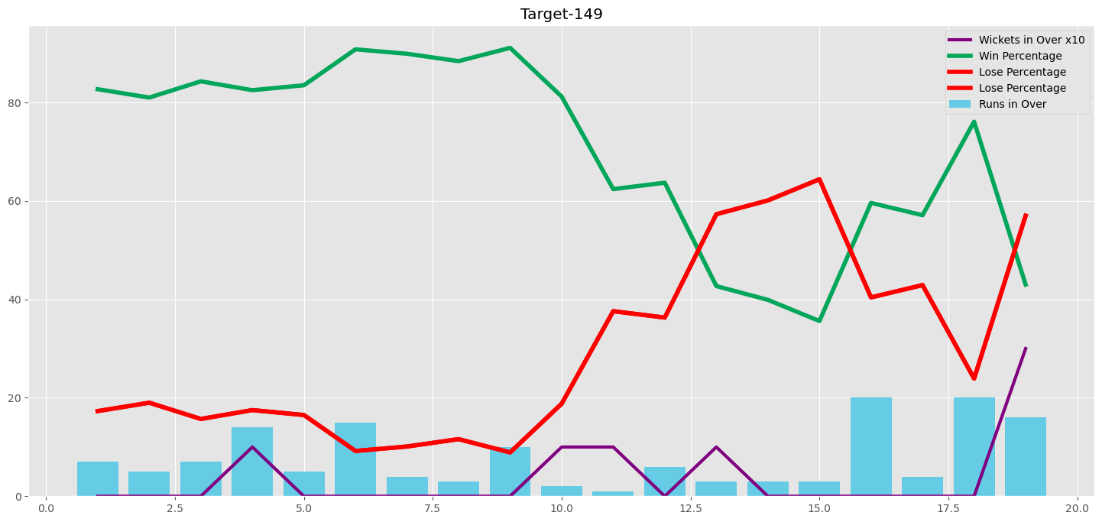 Target-149
Wickets in Over x10
Win Percentage
Lose Percentage
Lose Percentage
Runs in Over
80
60
40
20
0
0.0 2.5 5.0 7.5 10.0 12.5 15.0 17.5 20.0